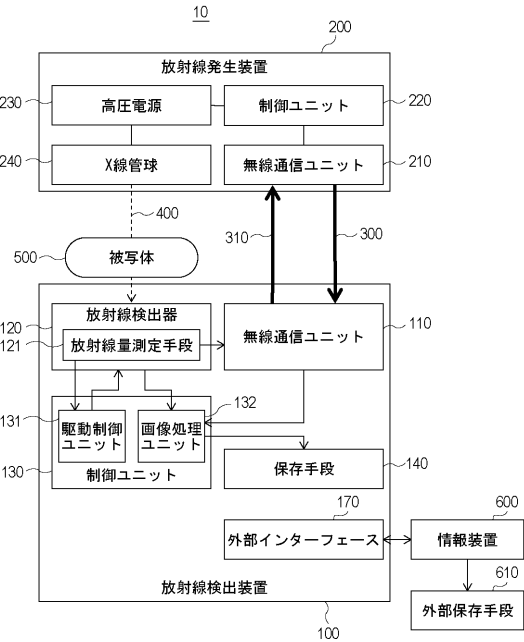 10
200
放射線発生装置
230
高圧電源
制御ユニット
220
240
X線管球
無線通信ユニット
210
400
310
300
500
被写体
120
放射線検出器
121
放射線量測定手段
無線通信ユニット
110
131
駆動制御
ユニット
画像処理
ユニット
132
130
制御ユニット
保存手段
140
170
外部インターフェース
600
情報装置
放射線検出装置
100
610
外部保存手段